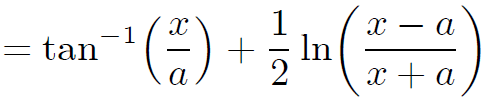 = tan⁻¹(x/a) + 1/2 ln((x − a)/(x + a))